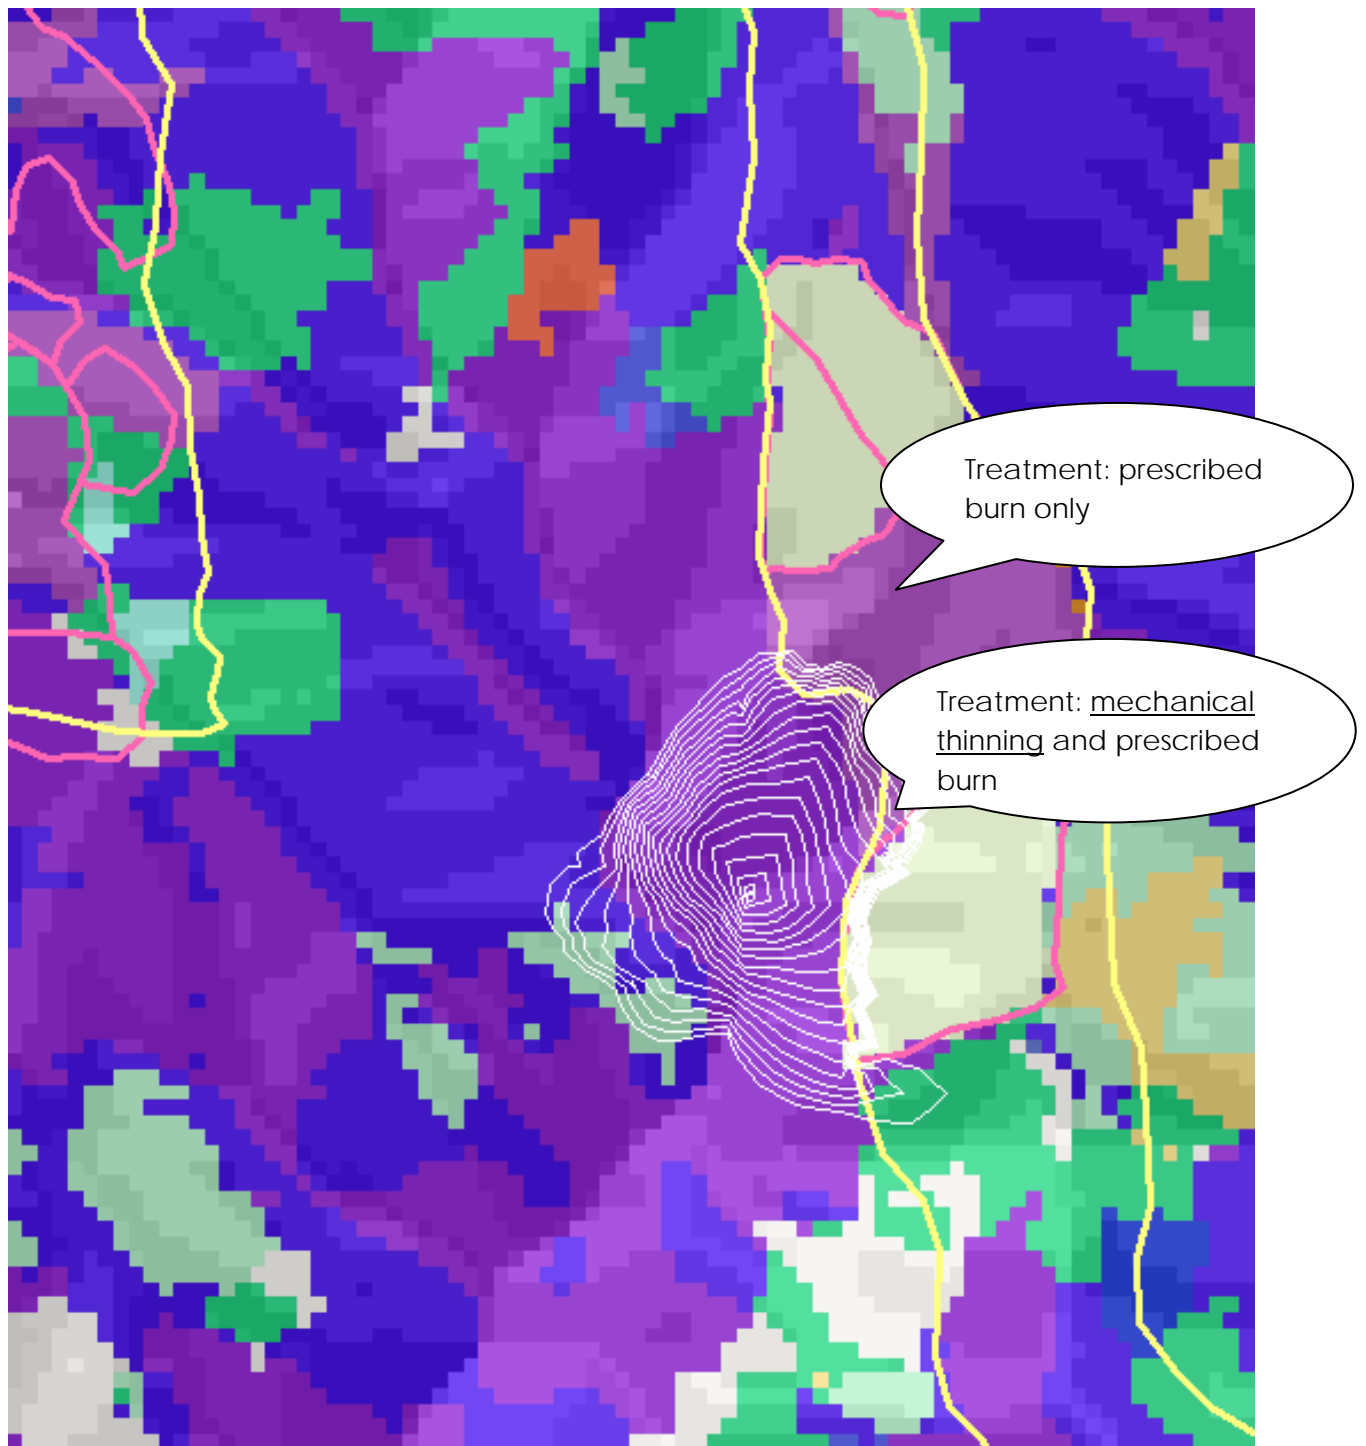 Treatment: prescribed
burn only
Treatment: mechanical
thinning and prescribed
burn